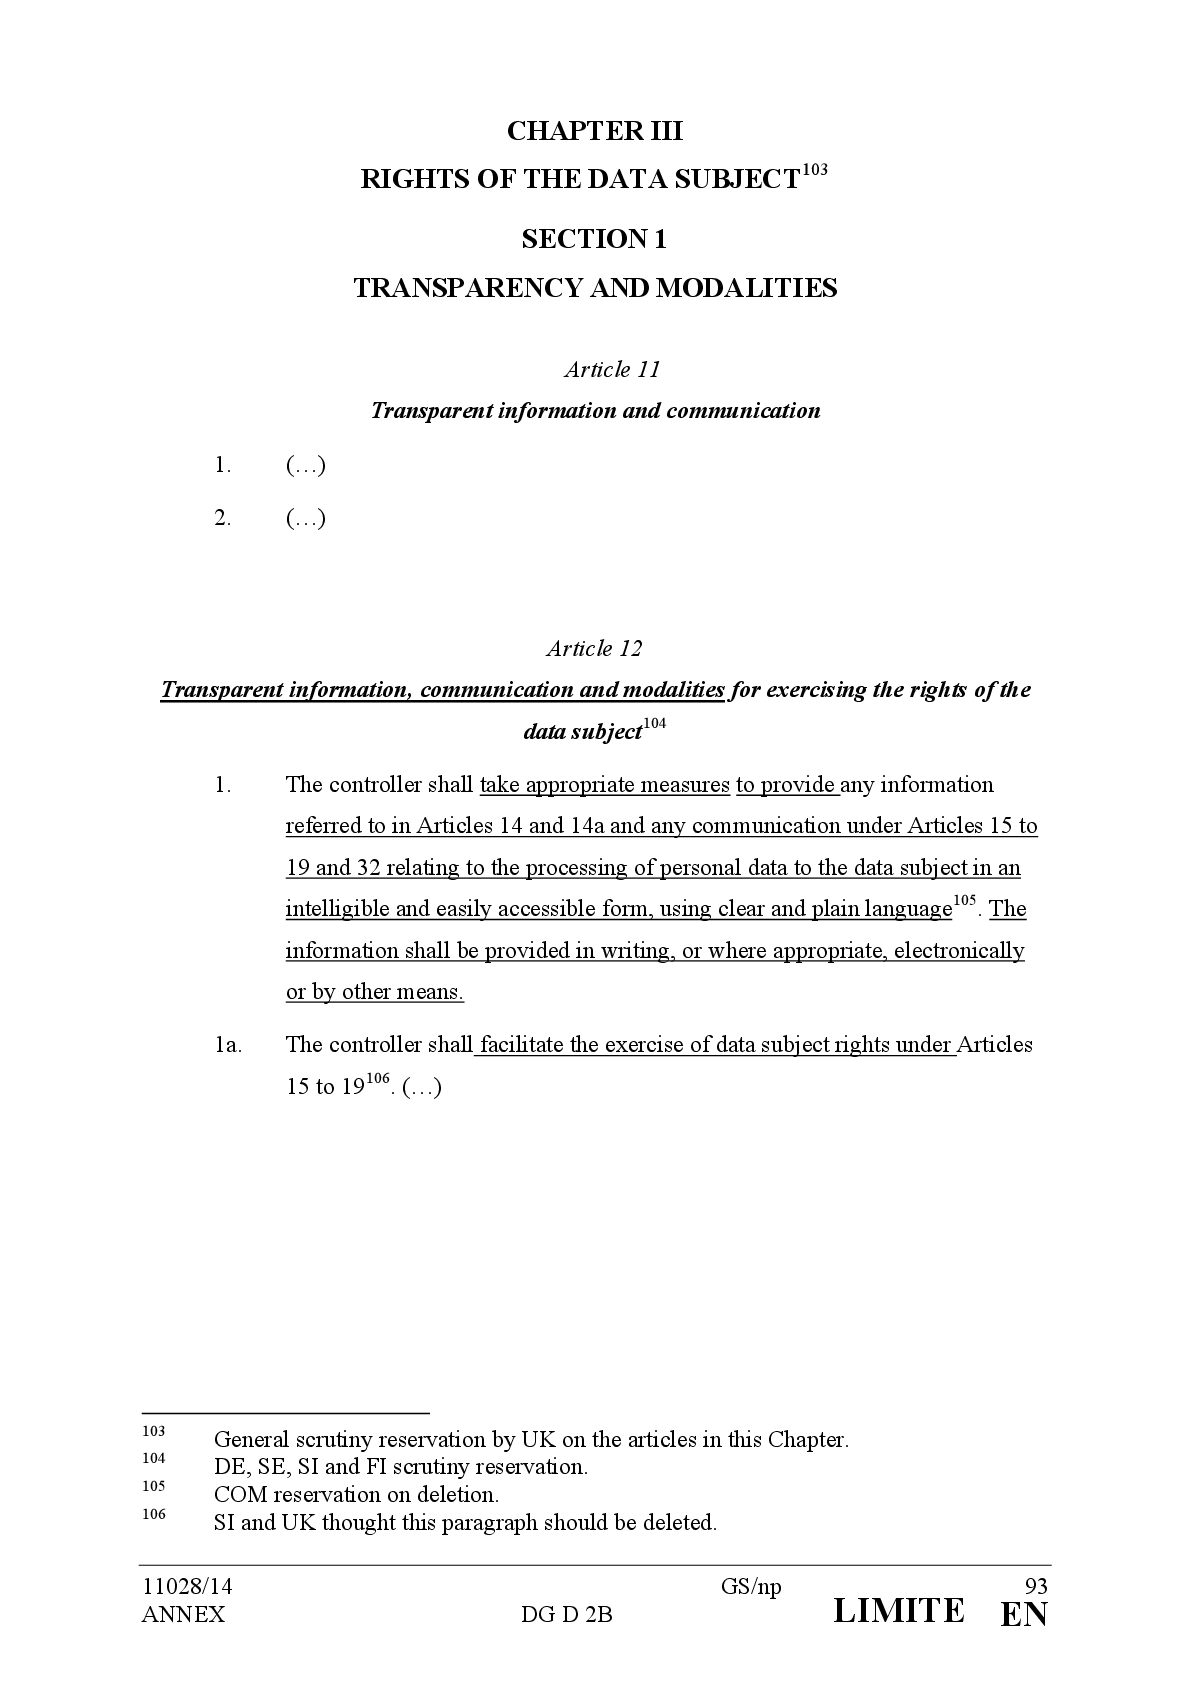 CHAPTER III
RIGHTS OF THE DATA SUBJECT103
SECTION 1
TRANSPARENCY AND MODALITIES
Article 11
Transparent information and communication
1. (…)
2. (…)
Article 12
Transparent information, communication and modalities for exercising the rights of the
data subject104
1. The controller shall take appropriate measures to provide any information
referred to in Articles 14 and 14a and any communication under Articles 15 to
19 and 32 relating to the processing of personal data to the data subject in an
intelligible and easily accessible form, using clear and plain language105. The
information shall be provided in writing, or where appropriate, electronically
or by other means.
1a. The controller shall facilitate the exercise of data subject rights under Articles
15 to 19106. (…)
103 General scrutiny reservation by UK on the articles in this Chapter.
104 DE, SE, SI and FI scrutiny reservation.
105 COM reservation on deletion.
106 SI and UK thought this paragraph should be deleted.
11028/14 GS/np 93
ANNEX DG D 2B LIMITE EN